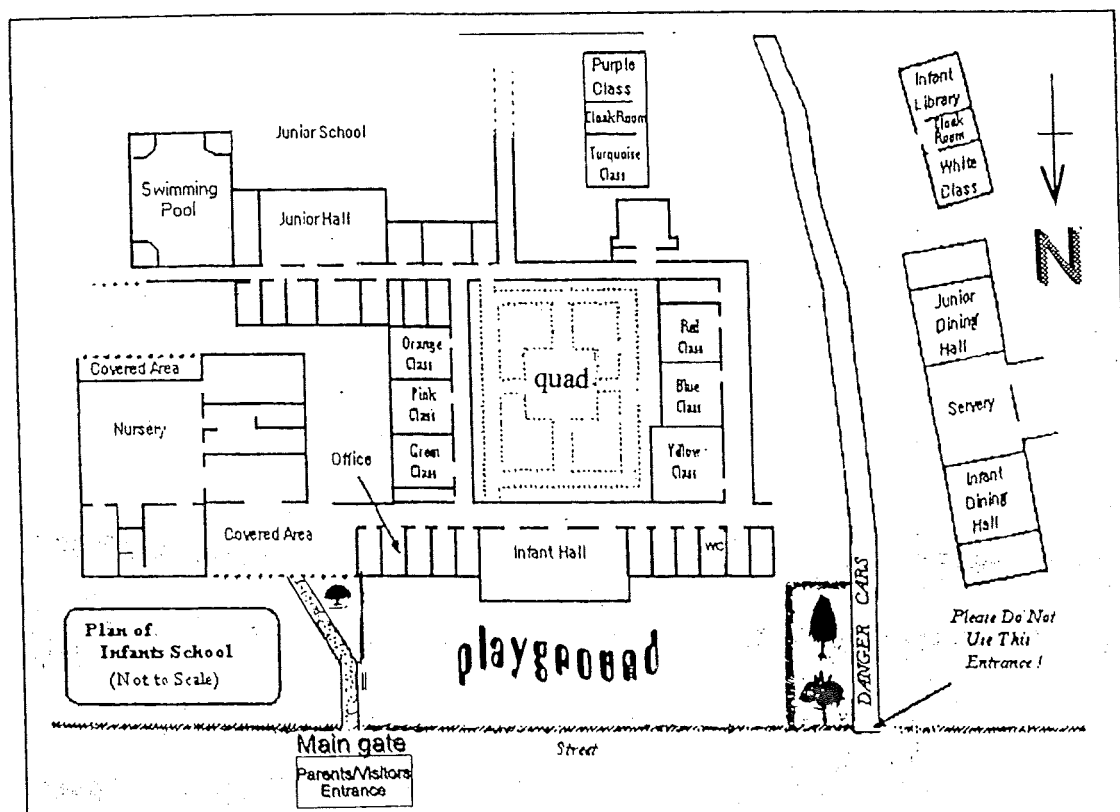 Purple
Class
Cloak Room
Turquoise
Class
Infant
Library
Cloak
Room
White
Class
N
Junior School
Swimming
Pool
Junior Hall
Junior
Dining
Hall
Servery
Infant
Dining
Hall
Orange
Class
Pink
Class
Green
Class
quad.
Red
Class
Blue
Class
Yellow
Class
Covered Area
Nursery
Office
Covered Area
Infant Hall
WC
Plan of
Infants School
(Not to Scale)
playground
DANGER CARS
Please Do Not
Use This
Entrance !
Main gate
Parents/Visitors
Entrance
Street